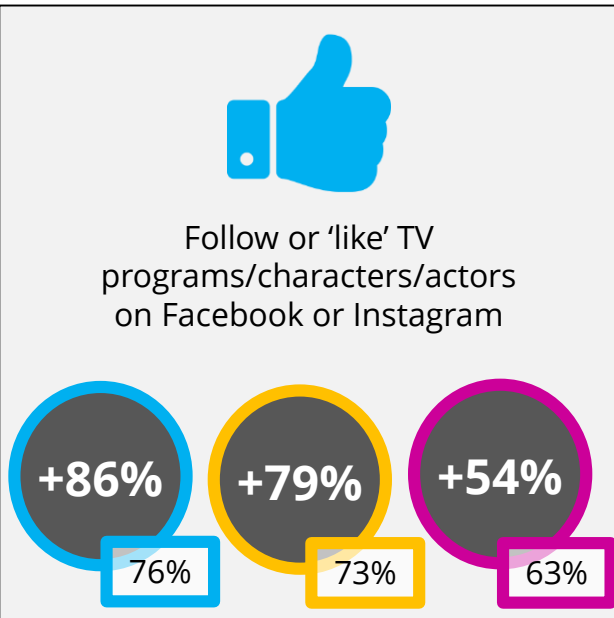 Follow or ‘like’ TV
programs/characters/actors
on Facebook or Instagram
+86%
+79%
+54%
76%
73%
63%